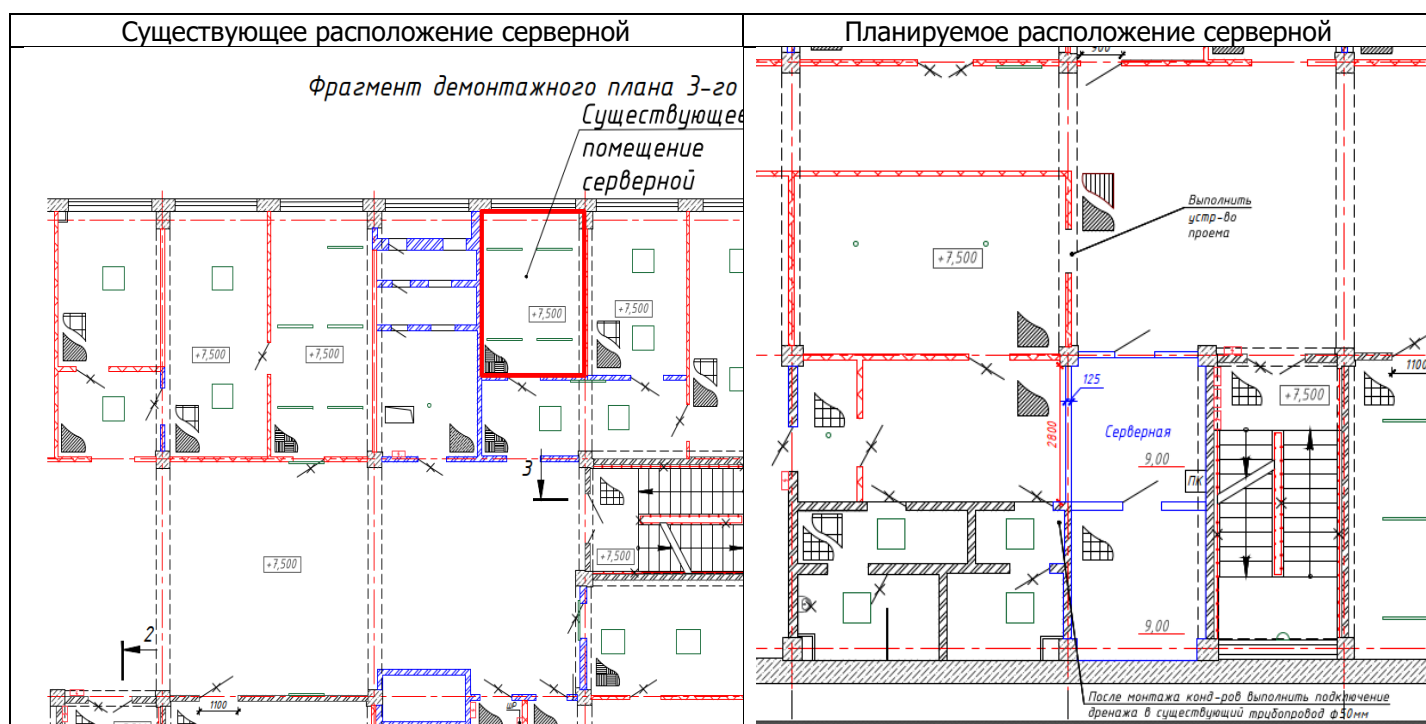 Существующее расположение серверной
Планируемое расположение серверной
Фрагмент демонтажного плана 3-го
Существующее
помещение
серверной
+7,500
+7,500
+7,500
+7,500
+7,500
+7,500
3
2
1100
900
Выполнить
устр-во
проема
+7,500
125
2800
Серверная
9,00
ПК
+7,500
1100
9,00
После монтажа конд-ров выполнить подключение
дренажа в существующий трубопровод ф50мм